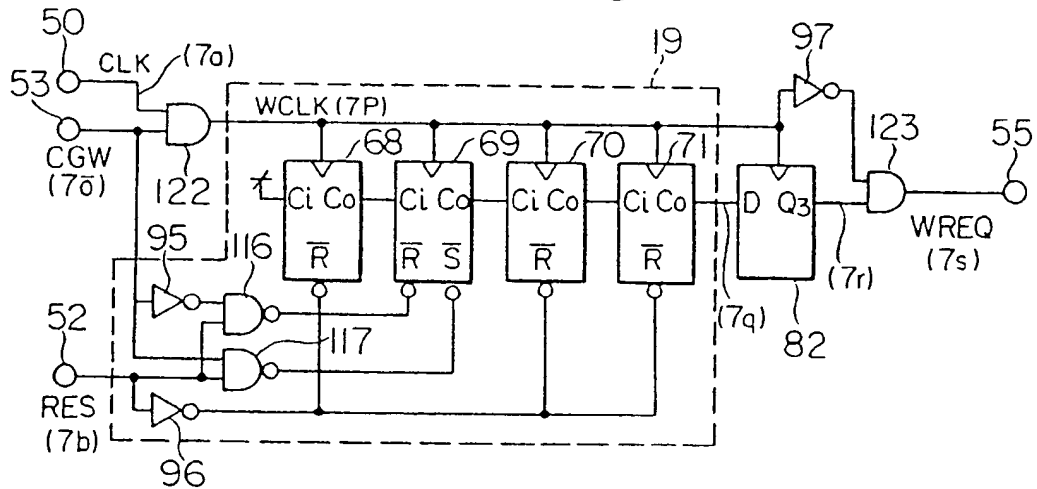 50
CLK
(7a)
53
CGW
(7ō)
122
WCLK (7P)
19
68
69
70
71
97
123
55
Ci Co
Ci Co
Ci Co
Ci Co
D Q3
R̅
R̅ S̅
R̅
R̅
WREQ
(7s)
(7r)
(7q)
82
95
116
117
52
RES
(7b)
96